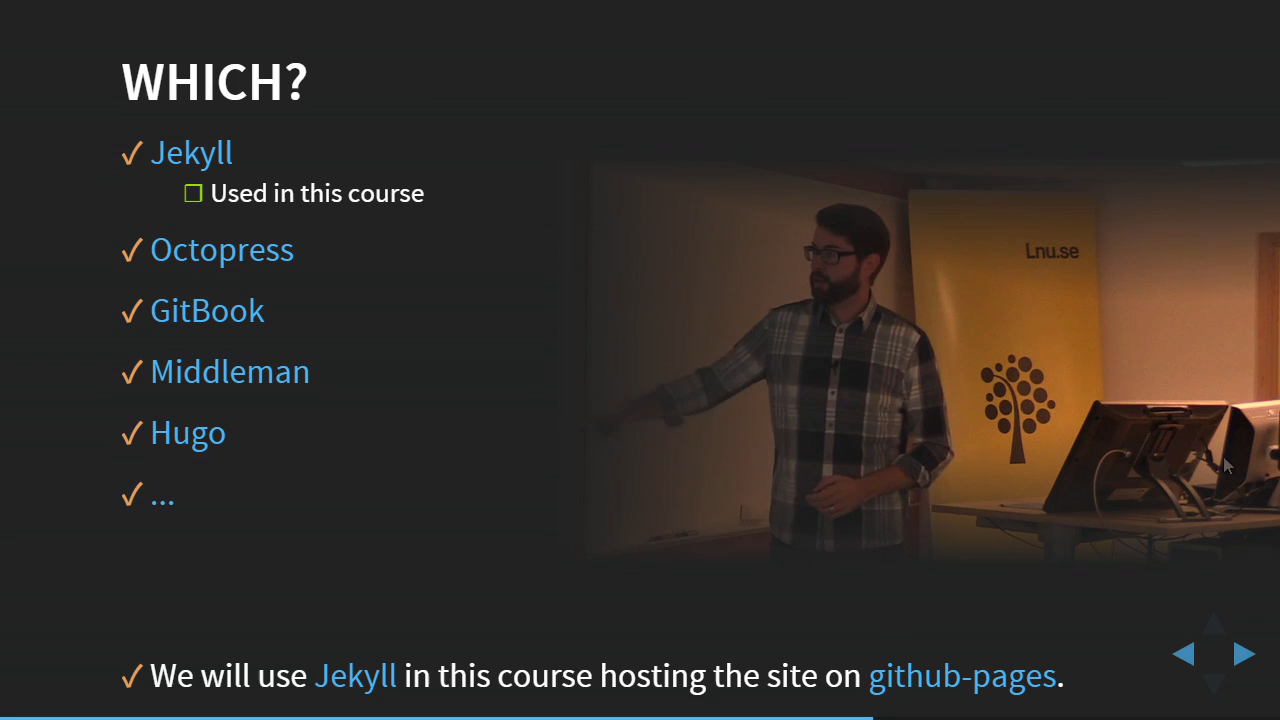 WHICH?
✓ Jekyll
❒ Used in this course
✓ Octopress
✓ GitBook
✓ Middleman
✓ Hugo
✓ ...
Lnu.se
✓ We will use Jekyll in this course hosting the site on github-pages.